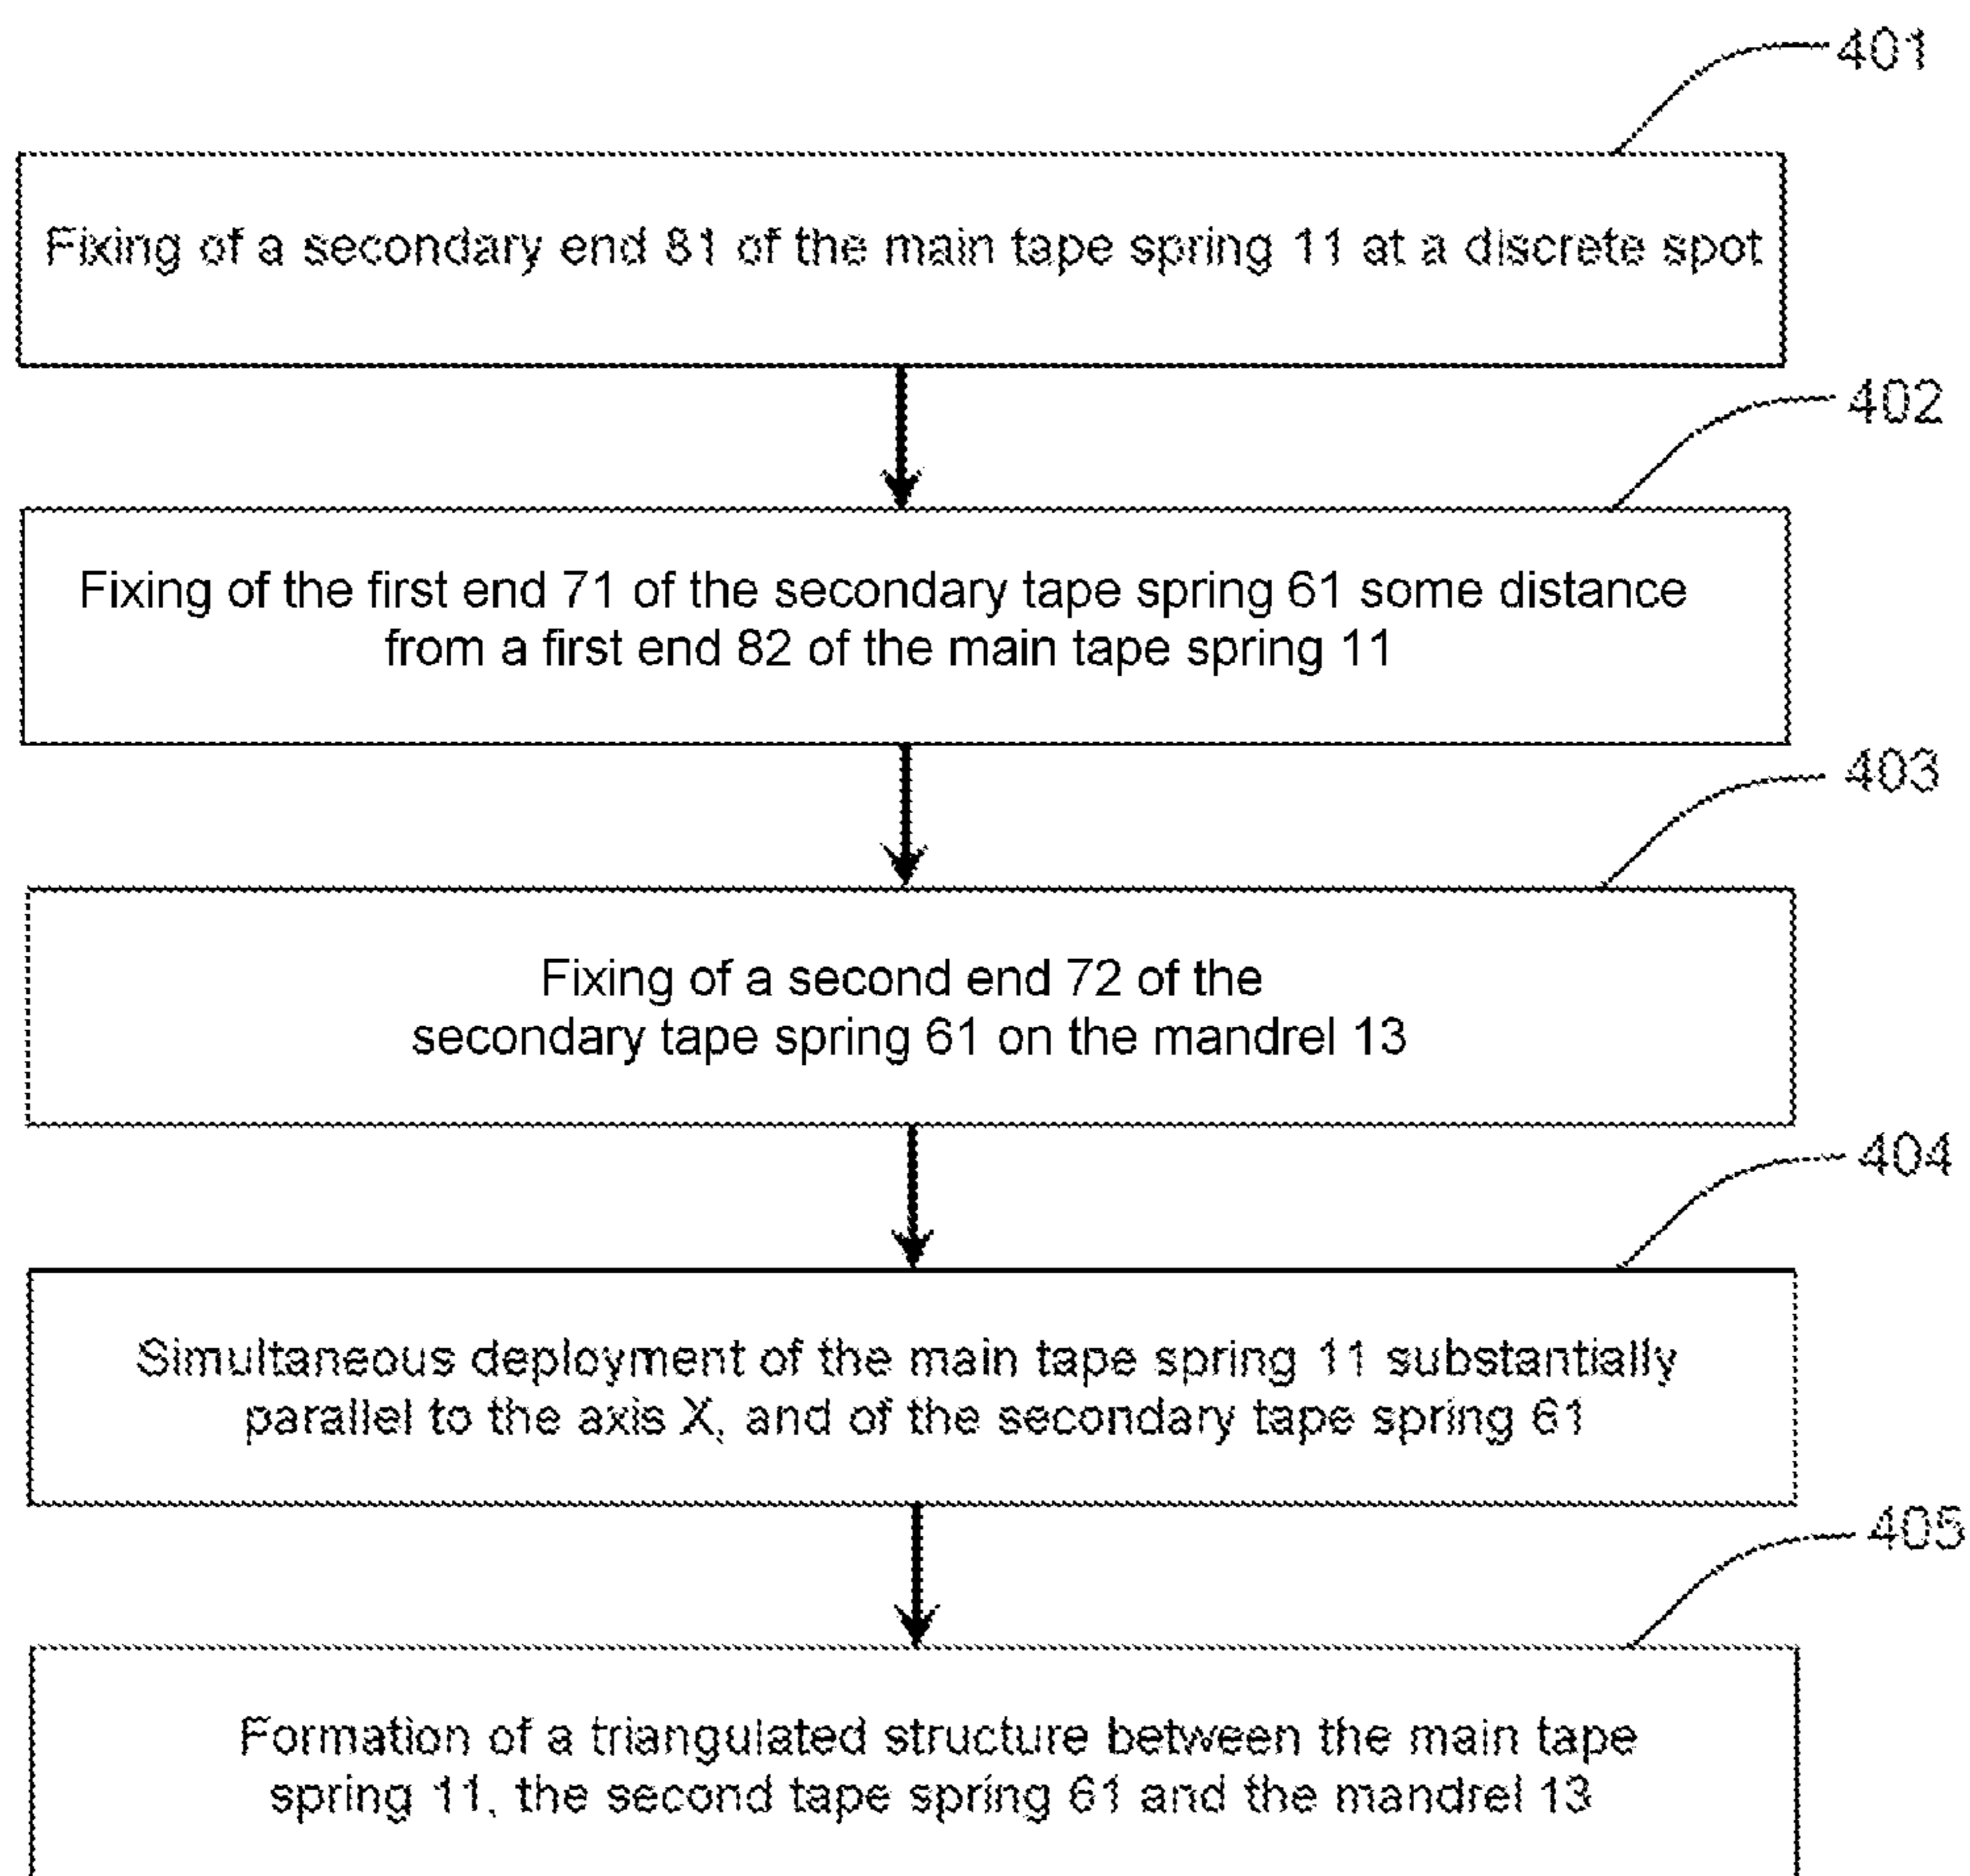 401
Fixing of a secondary end 81 of the main tape spring 11 at a discrete spot
402
Fixing of the first end 71 of the secondary tape spring 61 some distance
from a first end 82 of the main tape spring 11
403
Fixing of a second end 72 of the
secondary tape spring 61 on the mandrel 13
404
Simultaneous deployment of the main tape spring 11 substantially
parallel to the axis X, and of the secondary tape spring 61
405
Formation of a triangulated structure between the main tape
spring 11, the second tape spring 61 and the mandrel 13